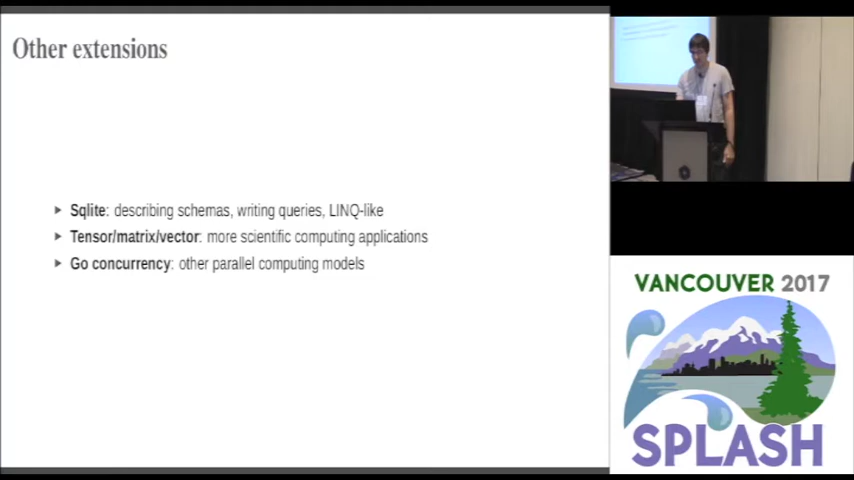 Other extensions
Sqlite: describing schemas, writing queries, LINQ-like
Tensor/matrix/vector: more scientific computing applications
Go concurrency: other parallel computing models
VANCOUVER 2017
SPLASH